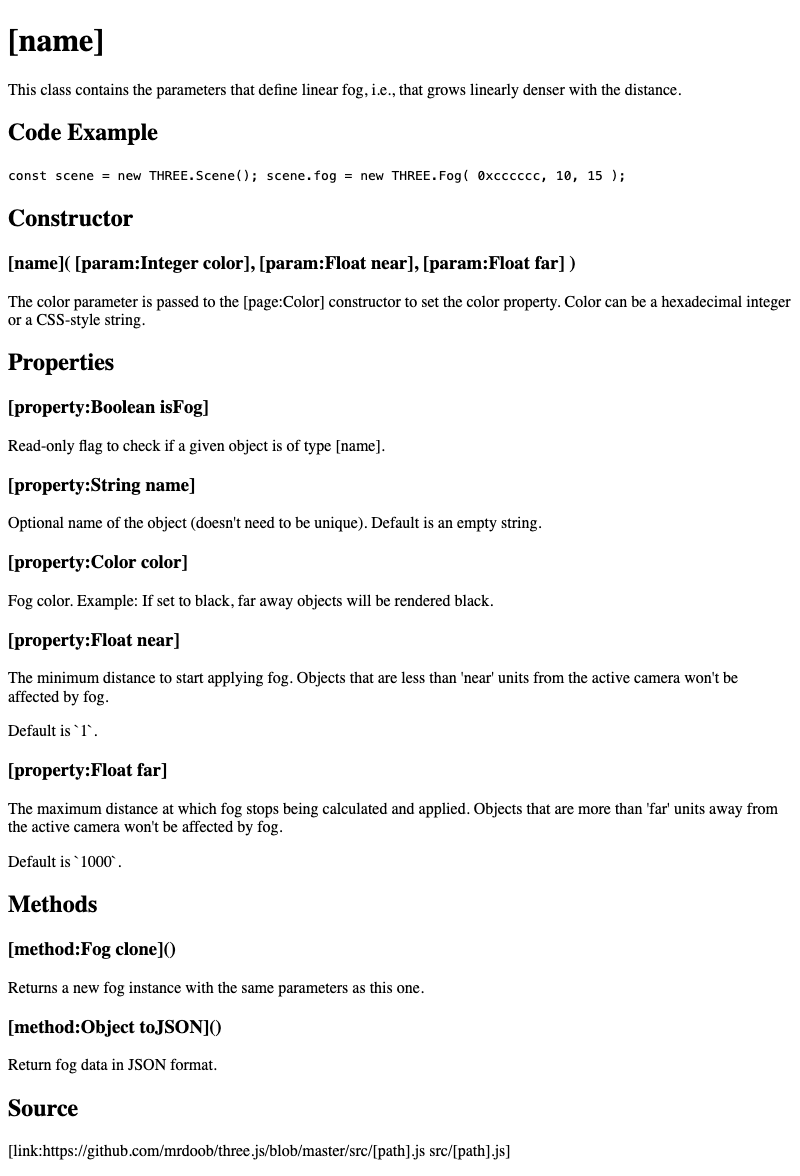 [name]
This class contains the parameters that define linear fog, i.e., that grows linearly denser with the distance.
Code Example
const scene = new THREE.Scene(); scene.fog = new THREE.Fog( 0xcccccc, 10, 15 );
Constructor
[name]( [param:Integer color], [param:Float near], [param:Float far] )
The color parameter is passed to the [page:Color] constructor to set the color property. Color can be a hexadecimal integer
or a CSS-style string.
Properties
[property:Boolean isFog]
Read-only flag to check if a given object is of type [name].
[property:String name]
Optional name of the object (doesn't need to be unique). Default is an empty string.
[property:Color color]
Fog color. Example: If set to black, far away objects will be rendered black.
[property:Float near]
The minimum distance to start applying fog. Objects that are less than 'near' units from the active camera won't be
affected by fog.
Default is `1`.
[property:Float far]
The maximum distance at which fog stops being calculated and applied. Objects that are more than 'far' units away from
the active camera won't be affected by fog.
Default is `1000`.
Methods
[method:Fog clone]()
Returns a new fog instance with the same parameters as this one.
[method:Object toJSON]()
Return fog data in JSON format.
Source
[link:https://github.com/mrdoob/three.js/blob/master/src/[path].js src/[path].js]